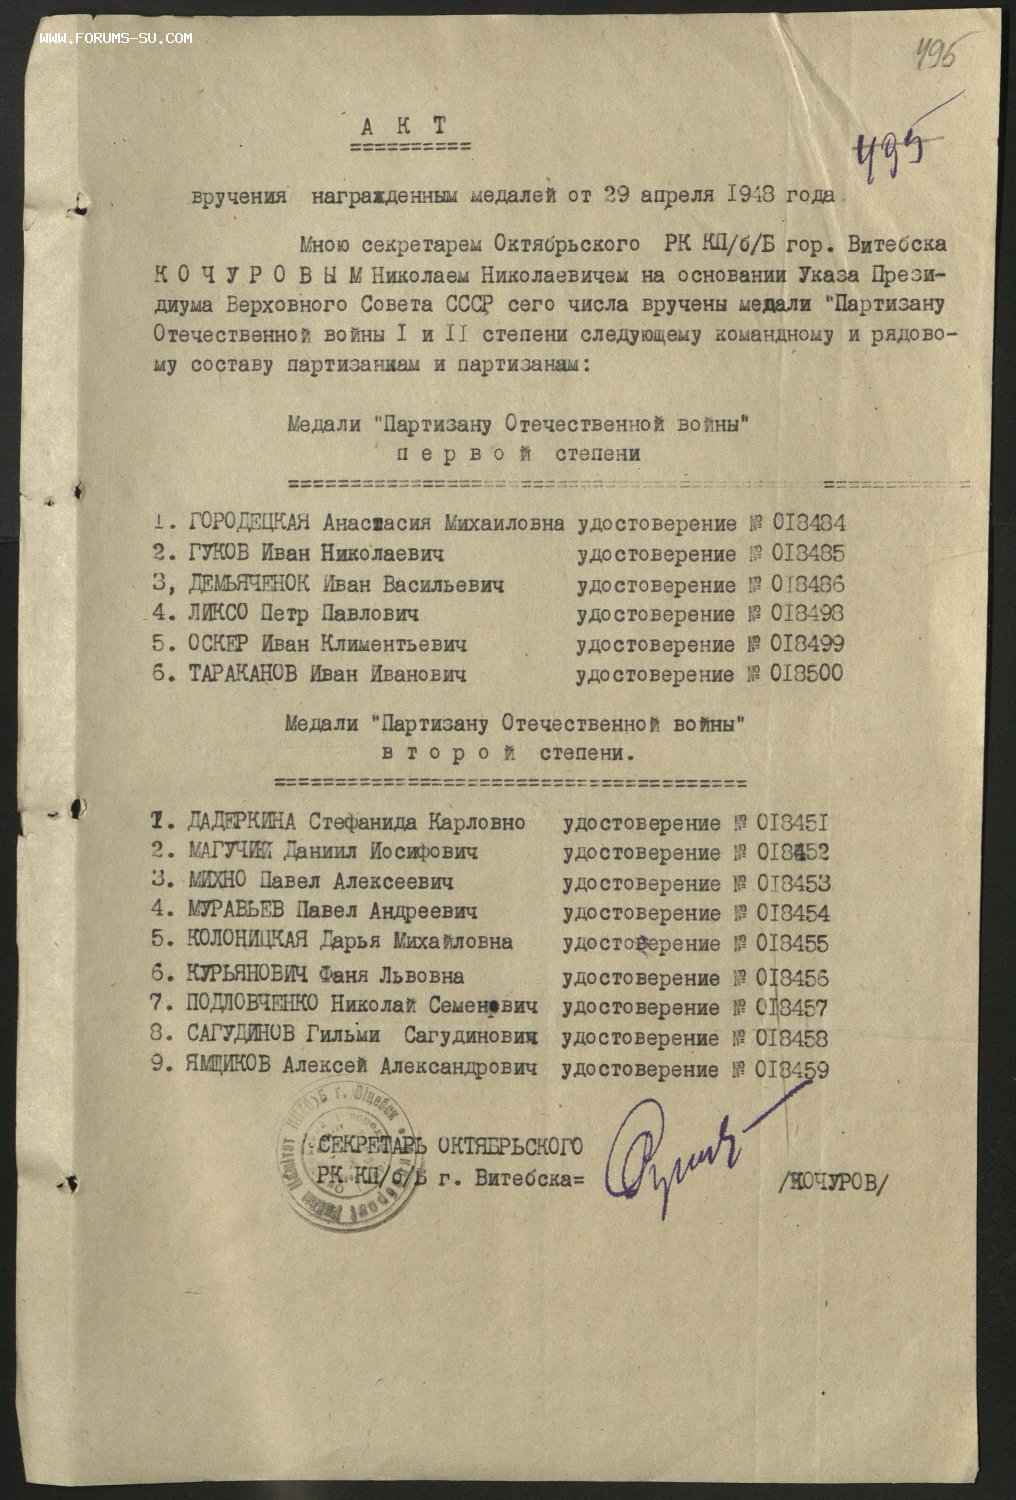 WWW.FORUMS-SU.COM
496
495
А К Т
==========
вручения награжденным медалей от 29 апреля 1948 года
Мною секретарем Октябрьского РК КП/б/Б гор. Витебска
К О Ч У Р О В Ы М Николаем Николаевичем на основании Указа Прези-
диума Верховного Совета СССР сего числа вручены медали "Партизану
Отечественной войны I и II степени следующему командному и рядово-
му составу партизанкам и партизанам:
Медали "Партизану Отечественной войны"
п е р в о й степени
1. ГОРОДЕЦКАЯ Анастасия Михаиловна удостоверение № 018484
2. ГУКОВ Иван Николаевич удостоверение № 018485
3, ДЕМЬЯЧЕНОК Иван Васильевич удостоверение № 018486
4. ЛИКСО Петр Павлович удостоверение № 018498
5. ОСКЕР Иван Климентьевич удостоверение № 018499
6. ТАРАКАНОВ Иван Иванович удостоверение № 018500
Медали "Партизану Отечественной войны"
в т о р о й степени.
1. ДАДЕРКИНА Стефанида Карловно удостоверение № 018451
2. МАГУЧИЙ Даниил Иосифович удостоверение № 018452
3. МИХНО Павел Алексеевич удостоверение № 018453
4. МУРАВЬЕВ Павел Андреевич удостоверение № 018454
5. КОЛОНИЦКАЯ Дарья Михайловна удостоверение № 018455
6. КУРЬЯНОВИЧ Фаня Львовна удостоверение № 018456
7. ПОДЛОВЧЕНКО Николай Семенович удостоверение № 018457
8. САГУДИНОВ Гильми Сагудинович удостоверение № 018458
9. ЯМЩИКОВ Алексей Александрович удостоверение № 018459
СЕКРЕТАРЬ ОКТЯБРЬСКОГО
РК КП/б/Б г. Витебска= /КОЧУРОВ/